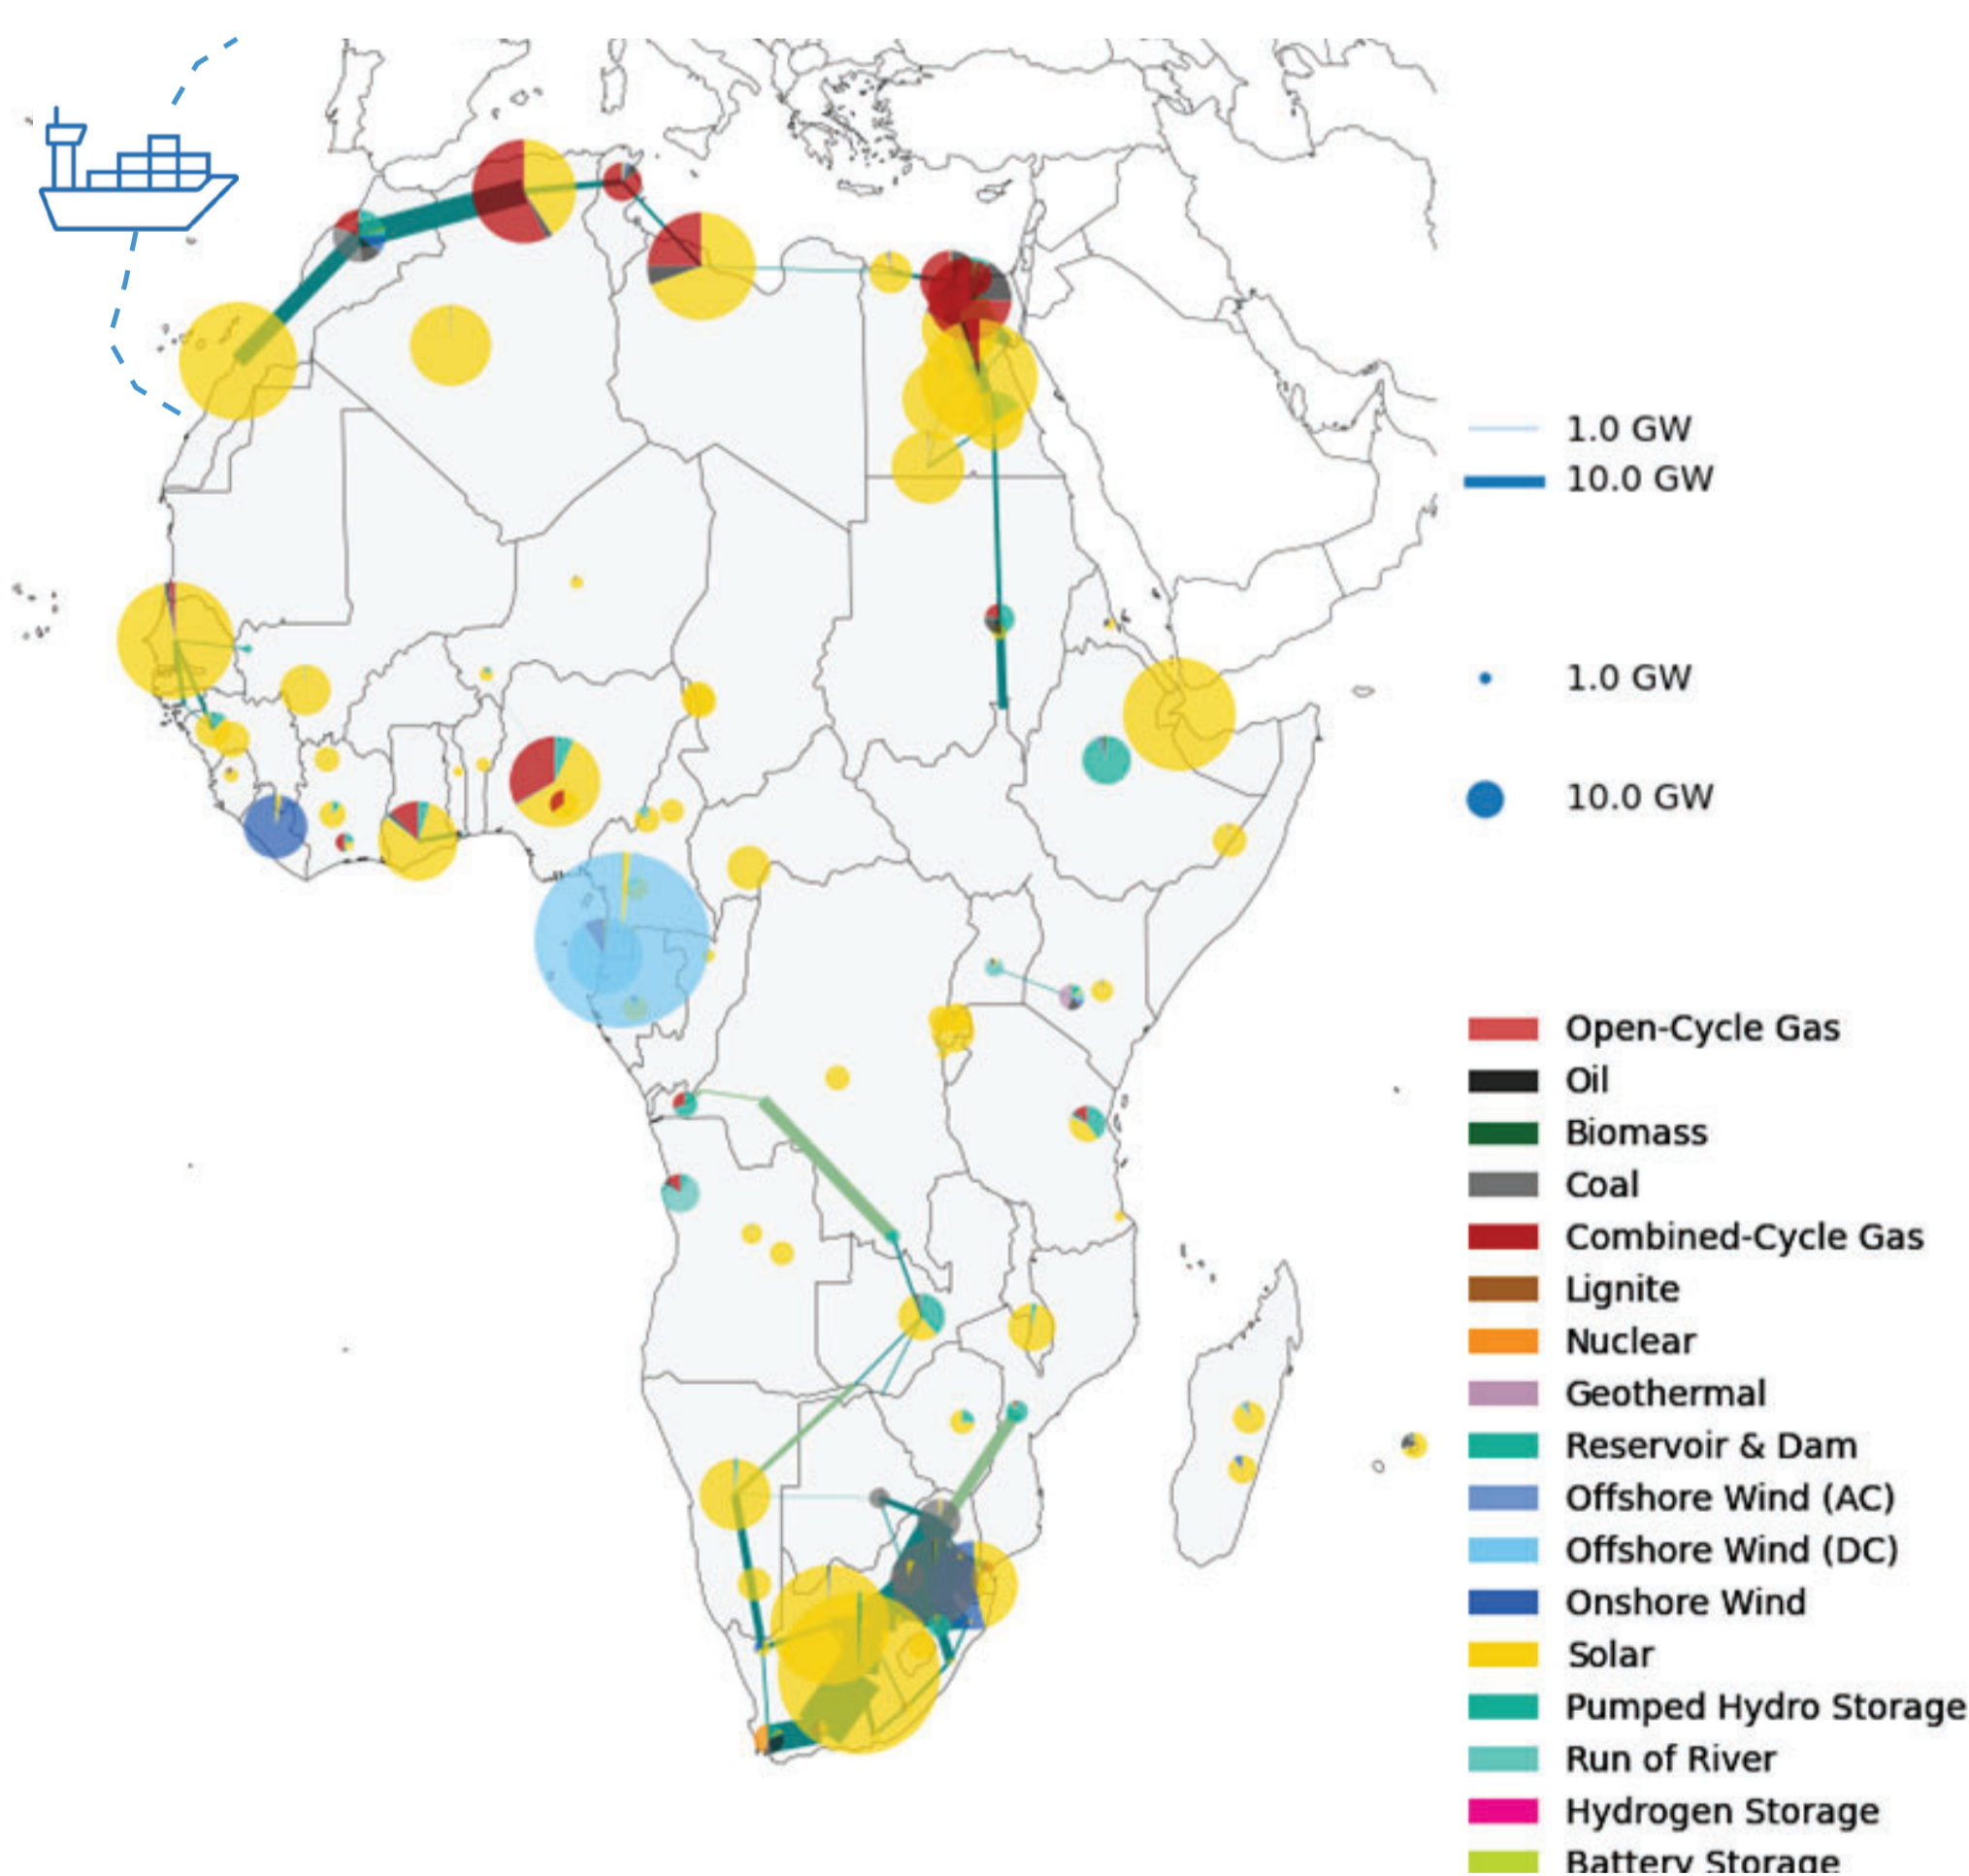 1.0 GW
10.0 GW
1.0 GW
10.0 GW
Open-Cycle Gas
Oil
Biomass
Coal
Combined-Cycle Gas
Lignite
Nuclear
Geothermal
Reservoir & Dam
Offshore Wind (AC)
Offshore Wind (DC)
Onshore Wind
Solar
Pumped Hydro Storage
Run of River
Hydrogen Storage
Battery Storage